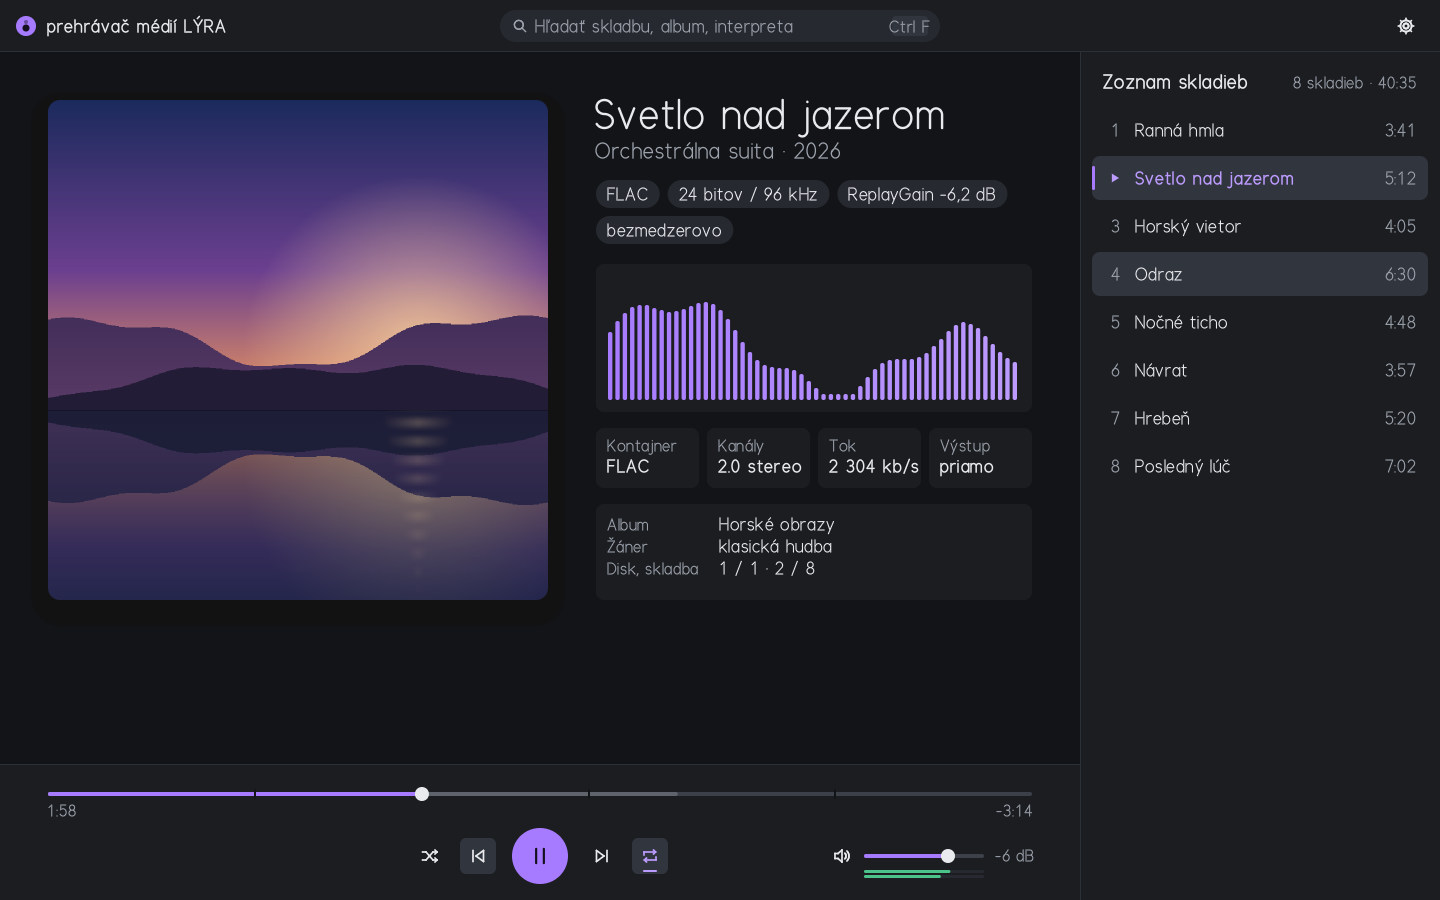 prehrávač médií LÝRA
Hľadať skladbu, album, interpreta
Ctrl F
Svetlo nad jazerom
Orchestrálna suita · 2026
FLAC
24 bitov / 96 kHz
ReplayGain -6,2 dB
bezmedzerovo
Kontajner
FLAC
Kanály
2.0 stereo
Tok
2 304 kb/s
Výstup
priamo
Album
Horské obrazy
Žáner
klasická hudba
Disk, skladba
1 / 1 · 2 / 8
Zoznam skladieb
8 skladieb · 40:35
1 Ranná hmla 3:41
Svetlo nad jazerom 5:12
3 Horský vietor 4:05
4 Odraz 6:30
5 Nočné ticho 4:48
6 Návrat 3:57
7 Hrebeň 5:20
8 Posledný lúč 7:02
1:58
-3:14
-6 dB